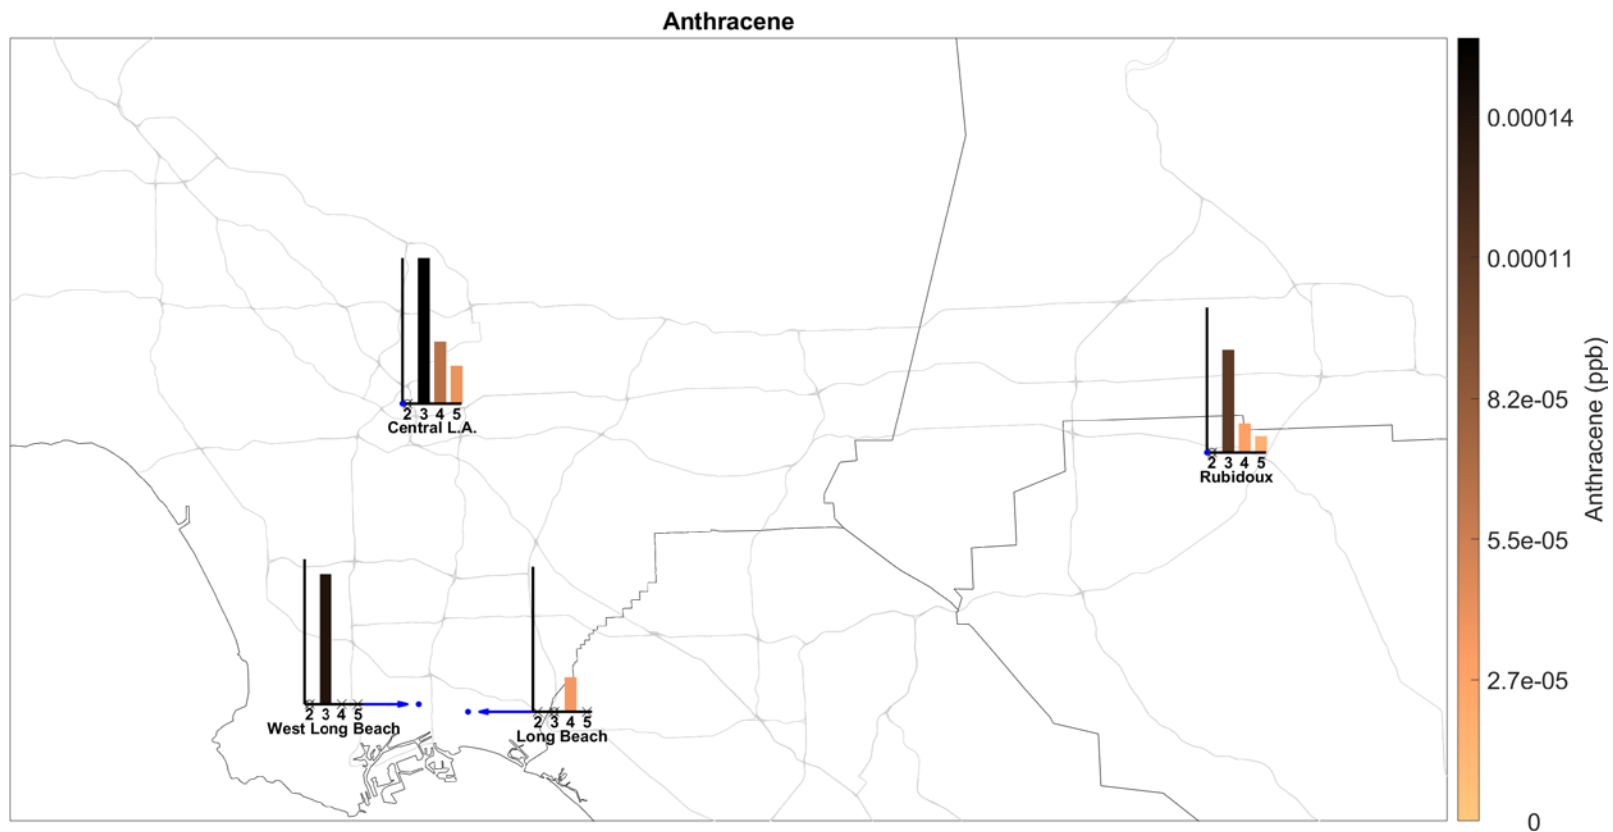 Anthracene
2 3 4 5
Central L.A.
2 3 4 5
Rubidoux
2 3 4 5
West Long Beach
2 3 4 5
Long Beach
0.00014
0.00011
8.2e-05
5.5e-05
2.7e-05
0
Anthracene (ppb)